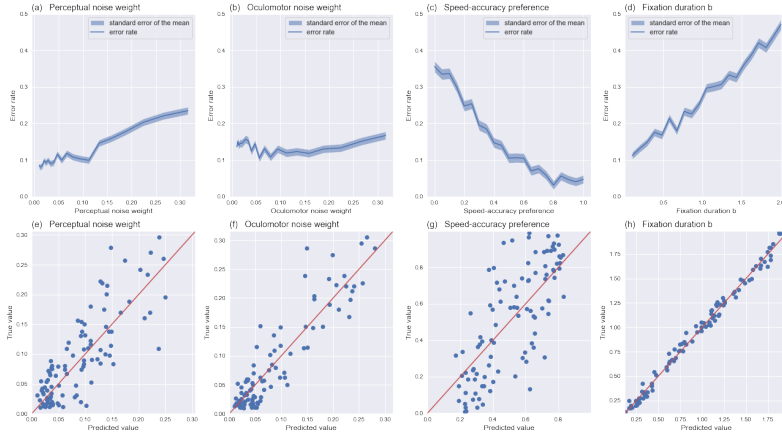 (a) Perceptual noise weight
0.5
0.4
0.3
0.2
0.1
0.0
Error rate
standard error of the mean
error rate
0.00 0.05 0.10 0.15 0.20 0.25 0.30
Perceptual noise weight
(b) Oculomotor noise weight
0.5
0.4
0.3
0.2
0.1
0.0
Error rate
standard error of the mean
error rate
0.00 0.05 0.10 0.15 0.20 0.25 0.30
Oculomotor noise weight
(c) Speed-accuracy preference
0.5
0.4
0.3
0.2
0.1
0.0
Error rate
standard error of the mean
error rate
0.0 0.2 0.4 0.6 0.8 1.0
Speed-accuracy preference
(d) Fixation duration b
0.5
0.4
0.3
0.2
0.1
0.0
Error rate
standard error of the mean
error rate
0.5 1.0 1.5 2.0
Fixation duration b
(e) Perceptual noise weight
0.30
0.25
0.20
0.15
0.10
0.05
0.00
True value
0.00 0.05 0.10 0.15 0.20 0.25 0.30
Predicted value
(f) Oculomotor noise weight
0.30
0.25
0.20
0.15
0.10
0.05
0.00
True value
0.00 0.05 0.10 0.15 0.20 0.25 0.30
Predicted value
(g) Speed-accuracy preference
0.8
0.6
0.4
0.2
0.0
True value
0.0 0.2 0.4 0.6 0.8
Predicted value
(h) Fixation duration b
1.75
1.50
1.25
1.00
0.75
0.50
0.25
True value
0.25 0.50 0.75 1.00 1.25 1.50 1.75
Predicted value